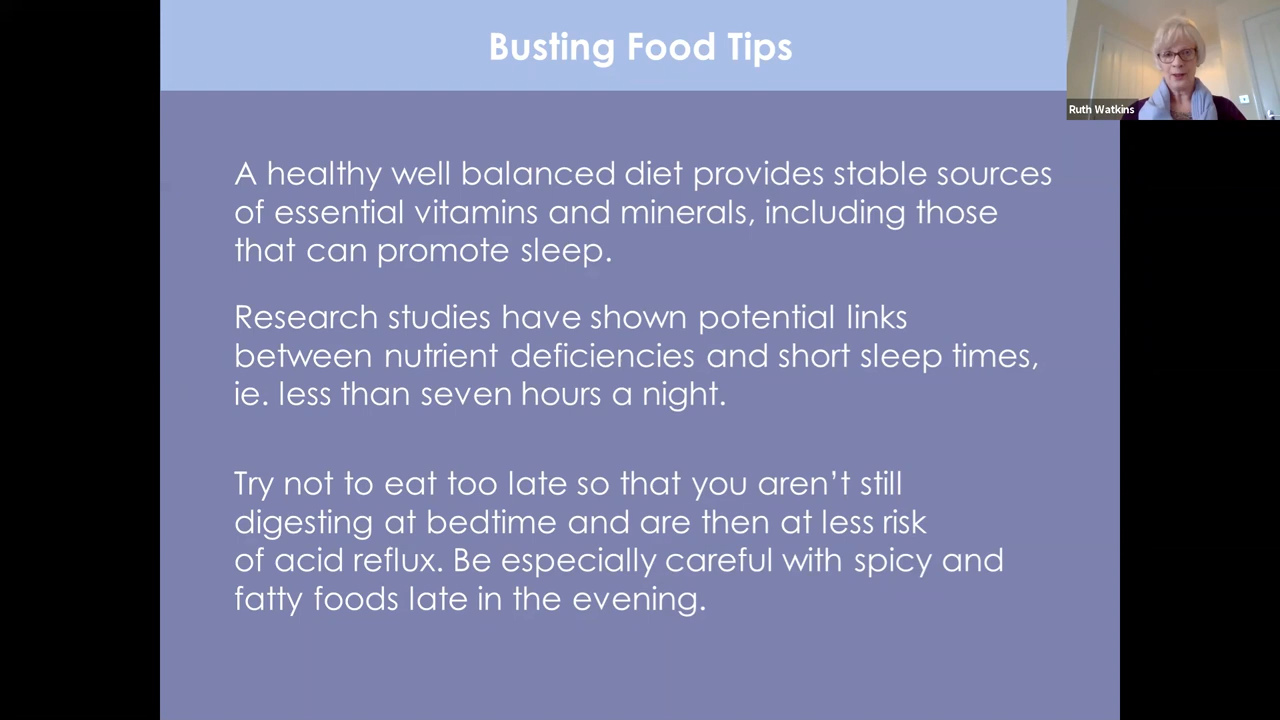 Busting Food Tips
Ruth Watkins
A healthy well balanced diet provides stable sources
of essential vitamins and minerals, including those
that can promote sleep.
Research studies have shown potential links
between nutrient deficiencies and short sleep times,
ie. less than seven hours a night.
Try not to eat too late so that you aren’t still
digesting at bedtime and are then at less risk
of acid reflux. Be especially careful with spicy and
fatty foods late in the evening.